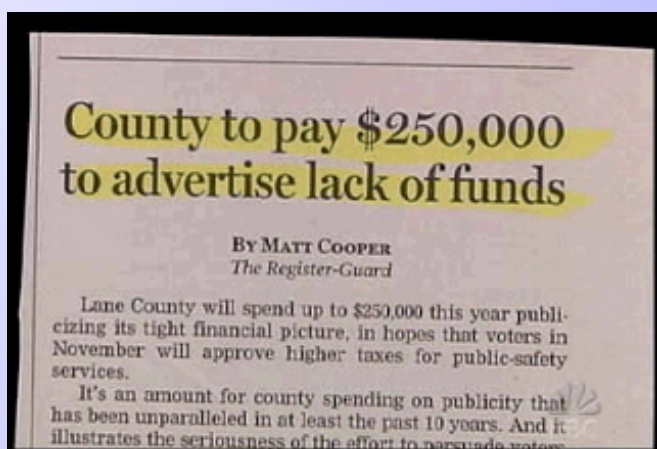 County to pay $250,000
to advertise lack of funds
BY MATT COOPER
The Register-Guard
Lane County will spend up to $250,000 this year publi-
cizing its tight financial picture, in hopes that voters in
November will approve higher taxes for public-safety
services.
It's an amount for county spending on publicity that
has been unparalleled in at least the past 10 years. And it
illustrates the seriousness of the effort to persuade voters